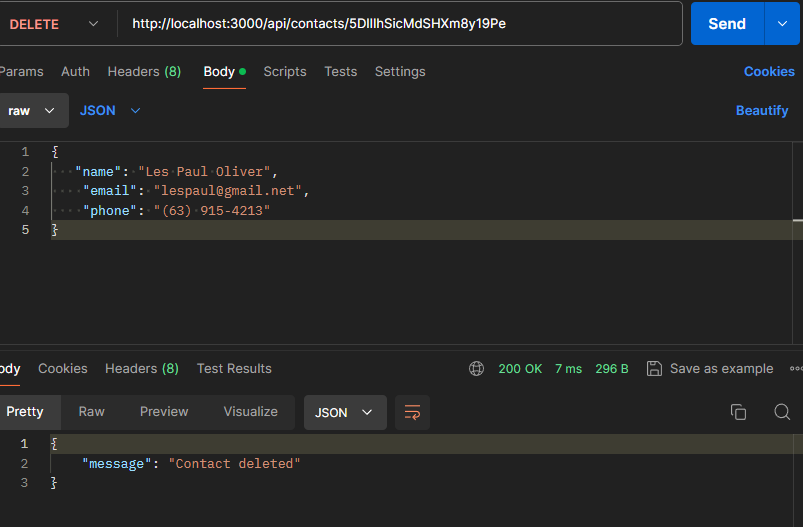 DELETE http://localhost:3000/api/contacts/5DIlIhSicMdSHXm8y19Pe Send
Params Auth Headers (8) Body Scripts Tests Settings Cookies
raw JSON Beautify
1 {
2 "name": "Les Paul Oliver",
3 "email": "lespaul@gmail.net",
4 "phone": "(63) 915-4213"
5 }
ody Cookies Headers (8) Test Results 200 OK 7 ms 296 B Save as example
Pretty Raw Preview Visualize JSON
1 {
2 "message": "Contact deleted"
3 }